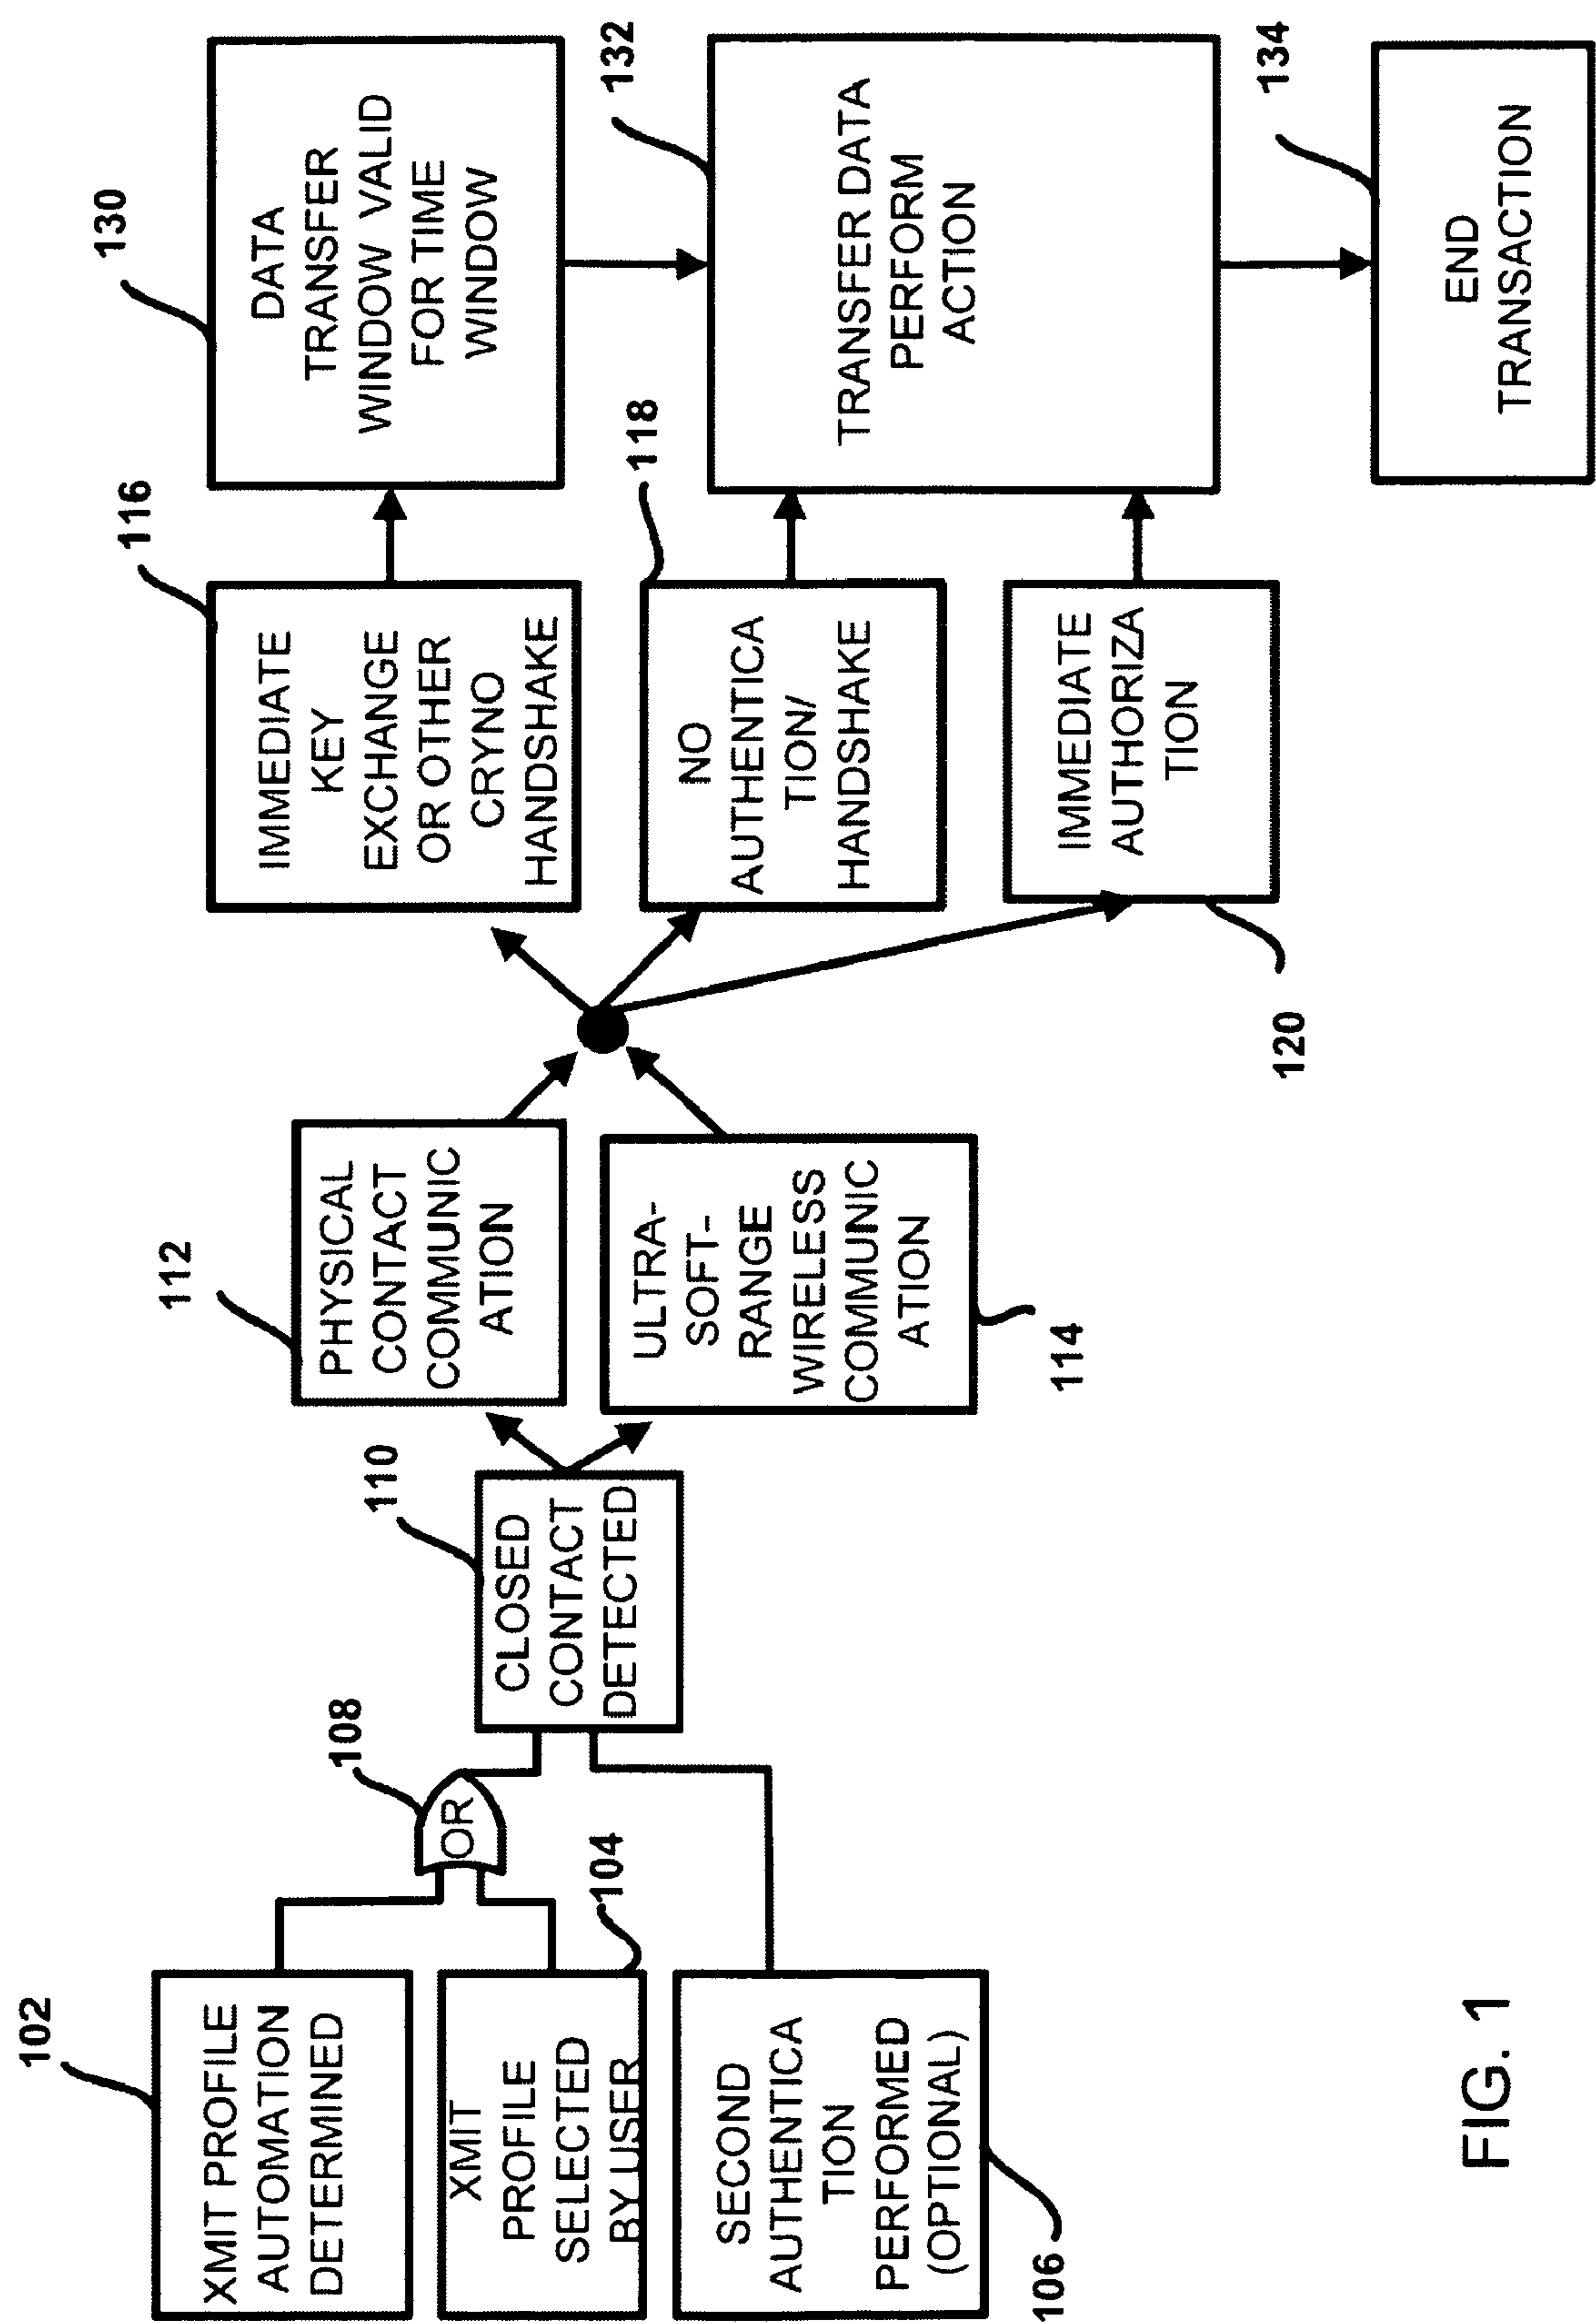 102
XMIT PROFILE
AUTOMATION
DETERMINED
104
XMIT
PROFILE
SELECTED
BY USER
106
SECOND
AUTHENTICA
TION
PERFORMED
(OPTIONAL)
108
OR
110
CLOSED
CONTACT
DETECTED
112
PHYSICAL
CONTACT
COMMUNIC
ATION
114
ULTRA-
SOFT-
RANGE
WIRELESS
COMMUNIC
ATION
116
IMMEDIATE
KEY
EXCHANGE
OR OTHER
CRYNO
HANDSHAKE
118
NO
AUTHENTICA
TION/
HANDSHAKE
120
IMMEDIATE
AUTHORIZA
TION
130
DATA
TRANSFER
WINDOW VALID
FOR TIME
WINDOW
132
TRANSFER DATA
PERFORM
ACTION
134
END
TRANSACTION
FIG. 1